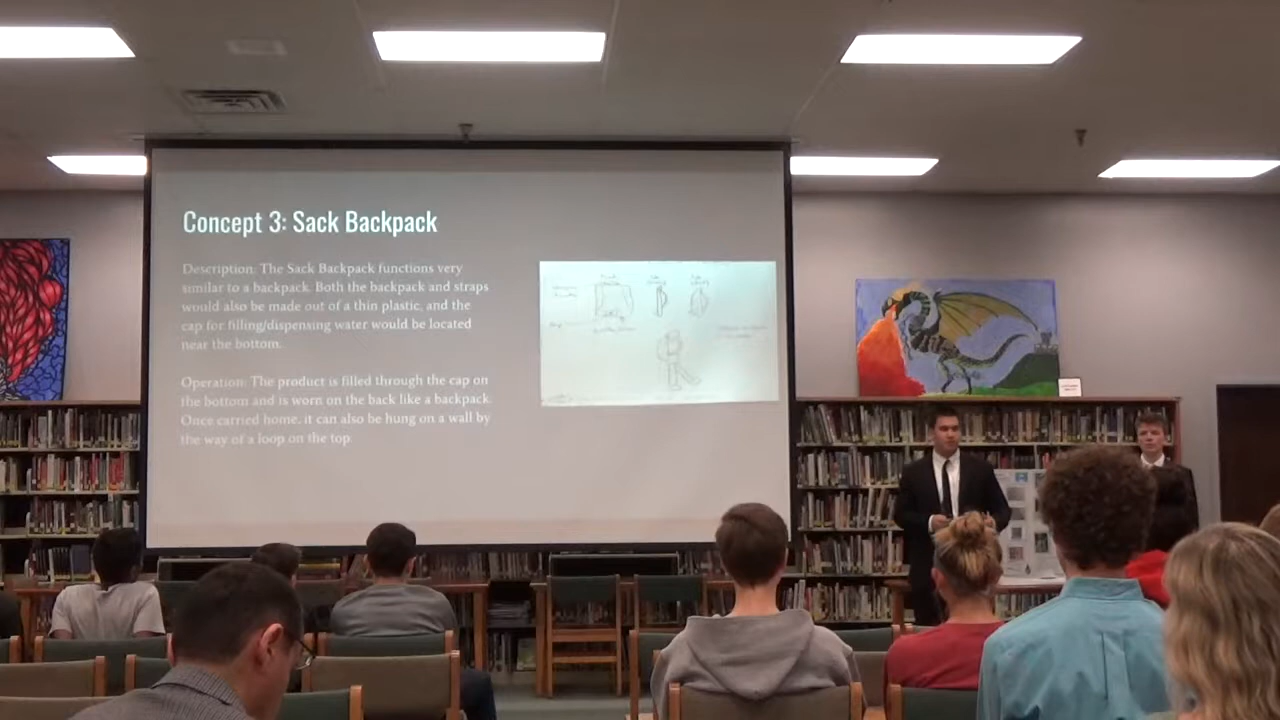 Concept 3: Sack Backpack
Description: The Sack Backpack functions very
similar to a backpack. Both the backpack and straps
would also be made out of a thin plastic, and the
cap for filling/dispensing water would be located
near the bottom.
Operation: The product is filled through the cap on
the bottom and is worn on the back like a backpack.
Once carried home, it can also be hung on a wall by
the way of a loop on the top.